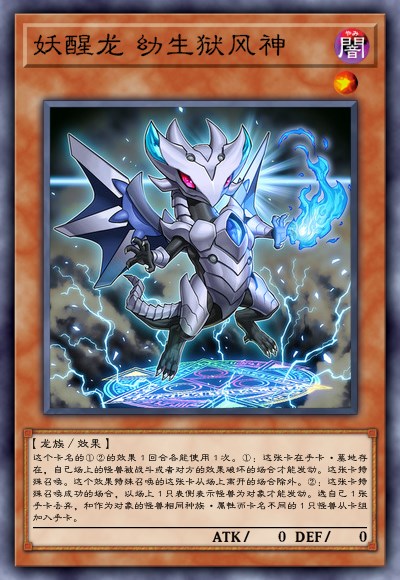 妖醒龙 幼生狱风神
やみ
闇
【龙族/效果】
这个卡名的①②的效果1回合各能使用1次。①:这张卡在手卡·墓地存
在,自己场上的怪兽被战斗或者对方的效果破坏的场合才能发动。这张卡特
殊召唤。这个效果特殊召唤的这张卡从场上离开的场合除外。②:这张卡特
殊召唤成功的场合,以场上1只表侧表示怪兽为对象才能发动。选自己1张
手卡丢弃,和作为对象的怪兽相同种族·属性而卡名不同的1只怪兽从卡组
加入手卡。
ATK/ 0 DEF/ 0